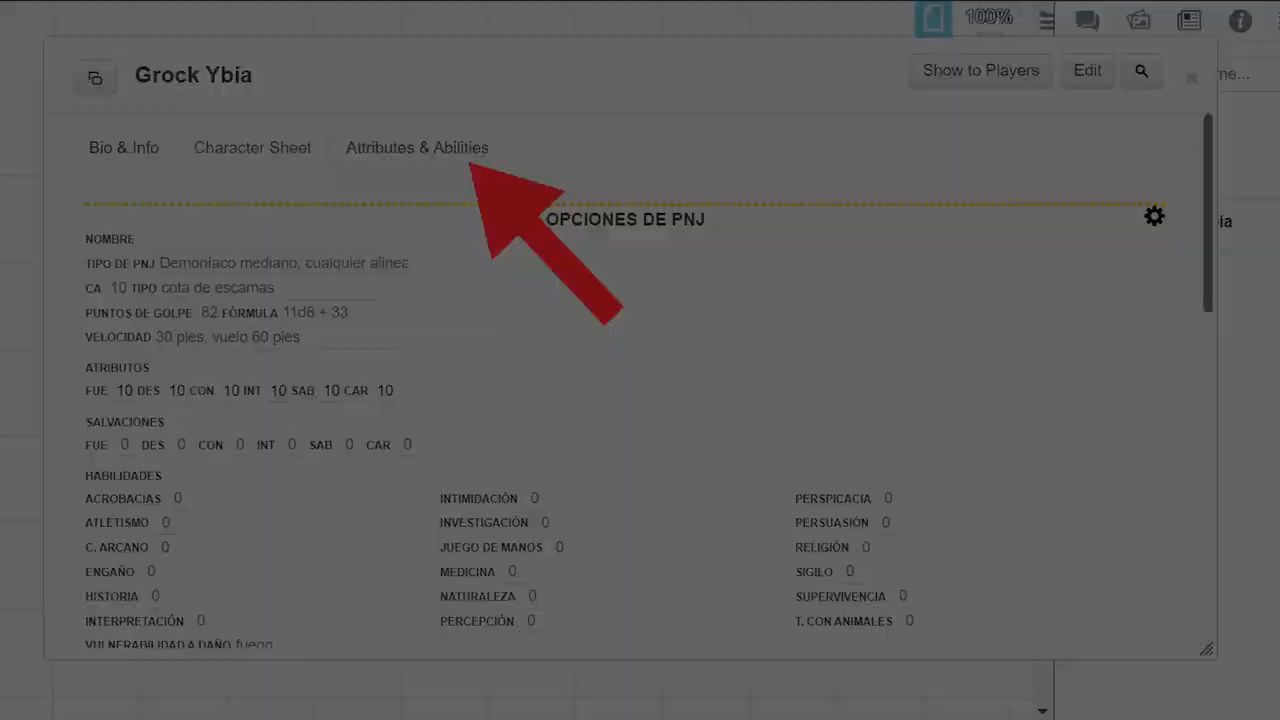 100%
Grock Ybia
Show to Players Edit
me...
Bio & Info Character Sheet Attributes & Abilities
OPCIONES DE PNJ
ia
NOMBRE
TIPO DE PNJ Demoníaco mediano, cualquier alinea
CA 10 TIPO cota de escamas
PUNTOS DE GOLPE 82 FÓRMULA 11d8 + 33
VELOCIDAD 30 pies, vuelo 60 pies
ATRIBUTOS
FUE 10 DES 10 CON 10 INT 10 SAB 10 CAR 10
SALVACIONES
FUE 0 DES 0 CON 0 INT 0 SAB 0 CAR 0
HABILIDADES
ACROBACIAS 0 INTIMIDACIÓN 0 PERSPICACIA 0
ATLETISMO 0 INVESTIGACIÓN 0 PERSUASIÓN 0
C. ARCANO 0 JUEGO DE MANOS 0 RELIGIÓN 0
ENGAÑO 0 MEDICINA 0 SIGILO 0
HISTORIA 0 NATURALEZA 0 SUPERVIVENCIA 0
INTERPRETACIÓN 0 PERCEPCIÓN 0 T. CON ANIMALES 0
VULNERABILIDAD A DAÑO fuego